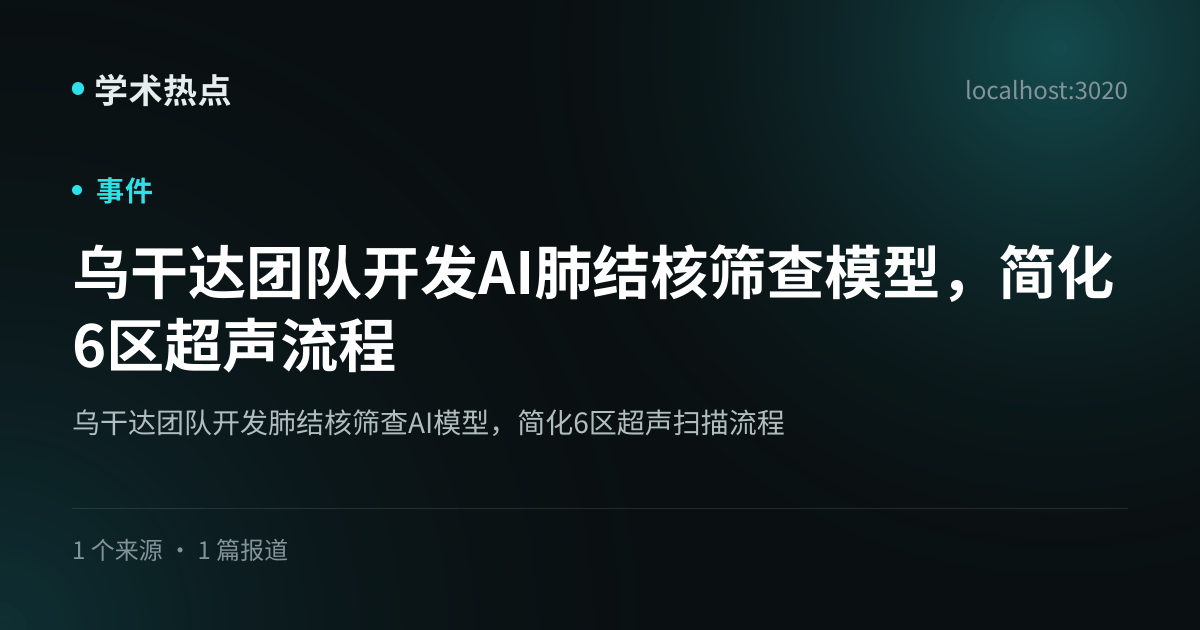 学术热点
localhost:3020
事件
乌干达团队开发AI肺结核筛查模型，简化
6区超声流程
乌干达团队开发肺结核筛查AI模型，简化6区超声扫描流程
1 个来源 · 1 篇报道